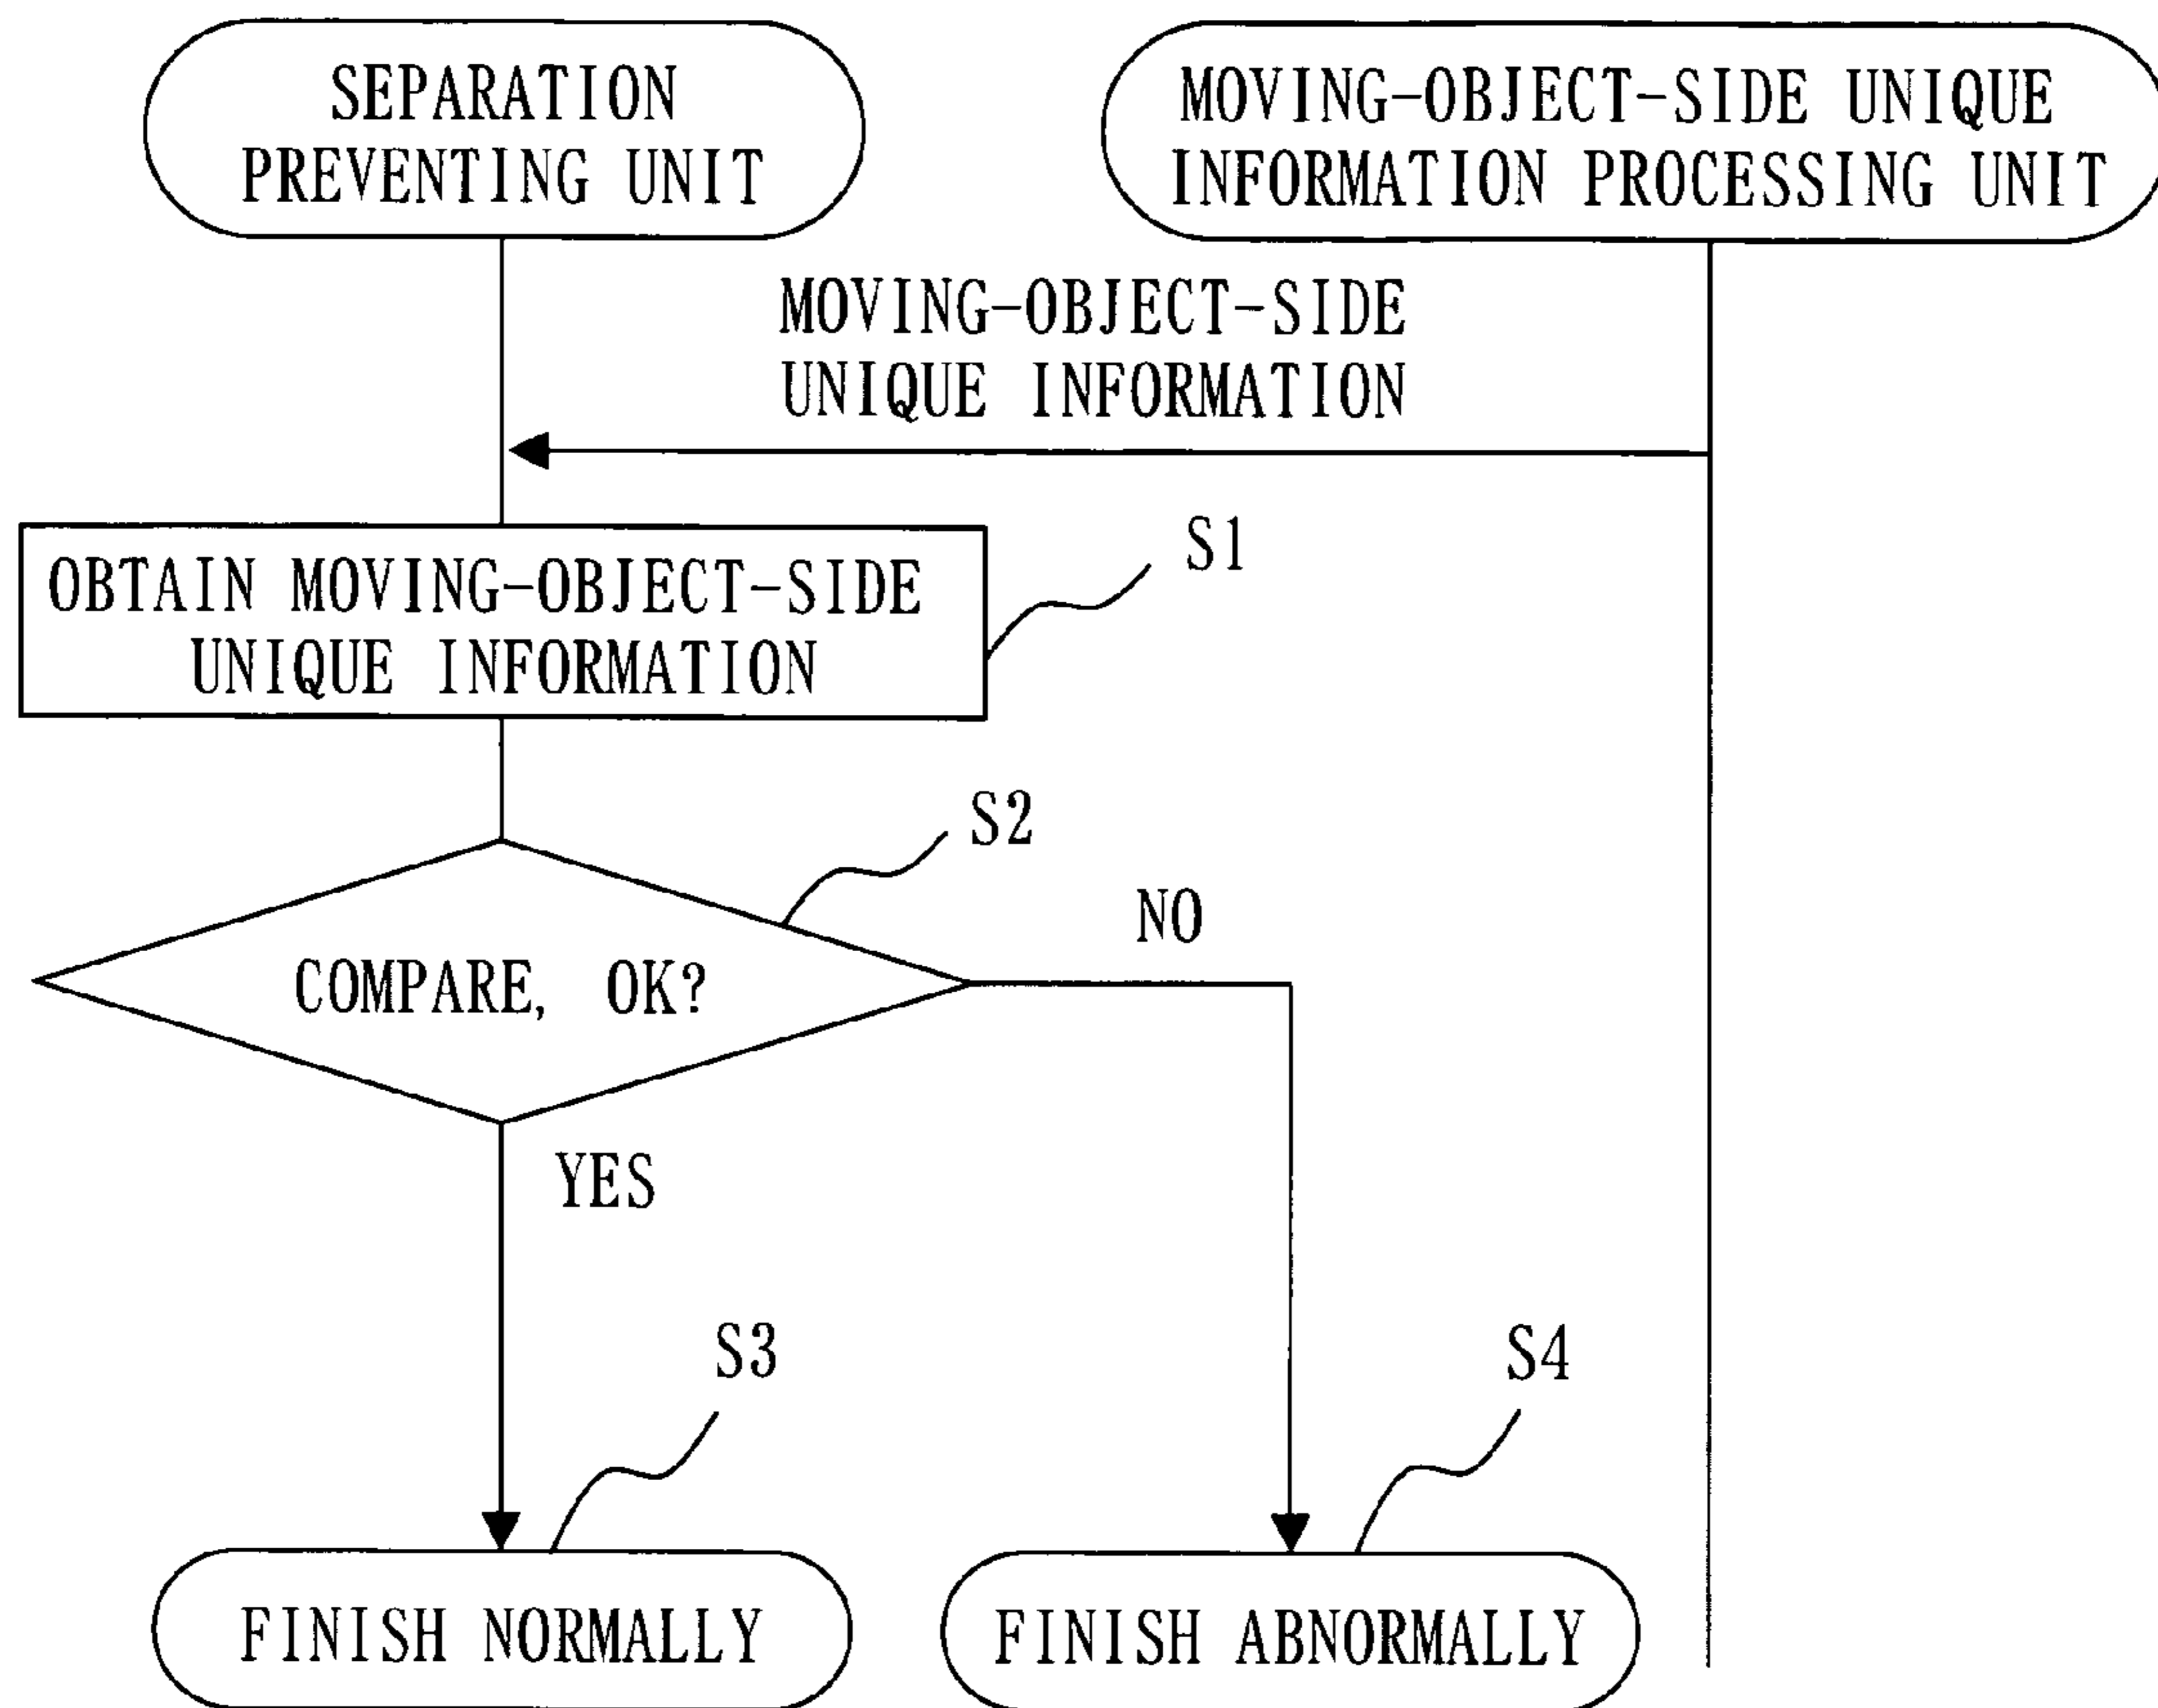 SEPARATION
PREVENTING UNIT
MOVING-OBJECT-SIDE UNIQUE
INFORMATION PROCESSING UNIT
MOVING-OBJECT-SIDE
UNIQUE INFORMATION
S1
OBTAIN MOVING-OBJECT-SIDE
UNIQUE INFORMATION
S2
NO
COMPARE, OK?
YES
S3
S4
FINISH NORMALLY
FINISH ABNORMALLY